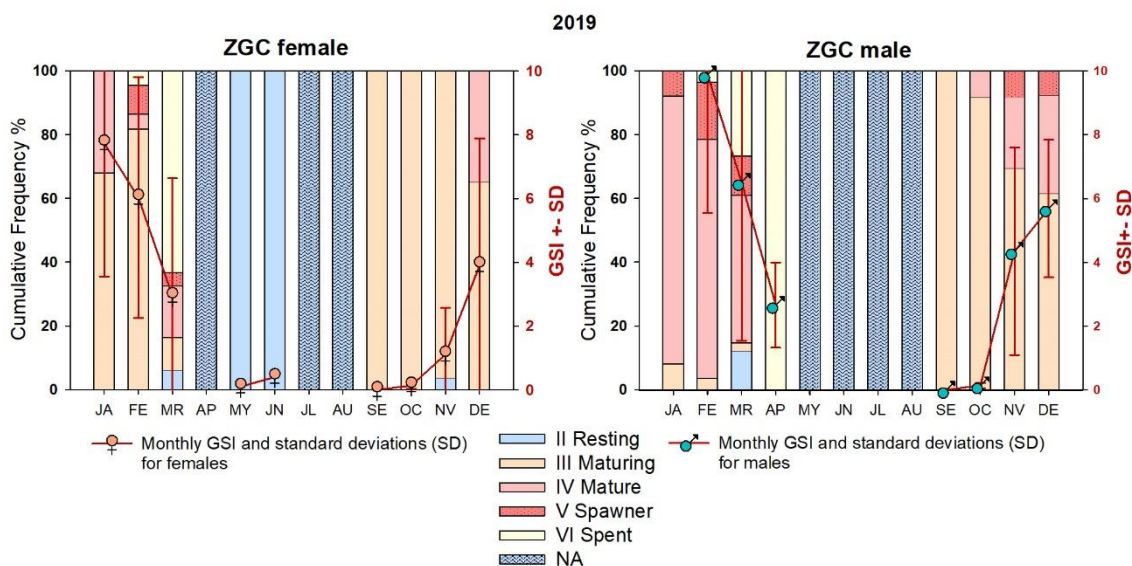 2019
ZGC female
ZGC male
Cumulative Frequency %
100
80
60
40
20
0
JA FE MR AP MY JN JL AU SE OC NV DE
10
8
6
4
2
0
GSI +- SD
Cumulative Frequency %
100
80
60
40
20
0
JA FE MR AP MY JN JL AU SE OC NV DE
10
8
6
4
2
0
GSI+- SD
Monthly GSI and standard deviations (SD)
for females
II Resting
III Maturing
IV Mature
V Spawner
VI Spent
NA
Monthly GSI and standard deviations (SD)
for males